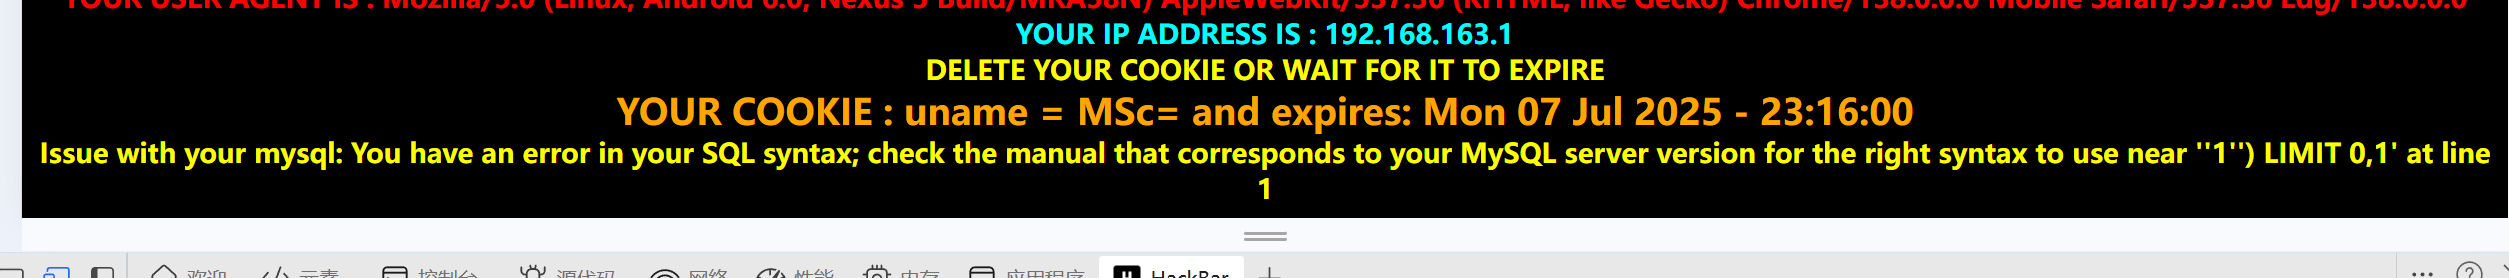 YOUR USER AGENT IS : Mozilla/5.0 (Linux; Android 6.0; Nexus 5 Build/MRA58N) AppleWebKit/537.36 (KHTML, like Gecko) Chrome/138.0.0.0 Mobile Safari/537.36 Edg/138.0.0.0
YOUR IP ADDRESS IS : 192.168.163.1
DELETE YOUR COOKIE OR WAIT FOR IT TO EXPIRE
YOUR COOKIE : uname = MSc= and expires: Mon 07 Jul 2025 - 23:16:00
Issue with your mysql: You have an error in your SQL syntax; check the manual that corresponds to your MySQL server version for the right syntax to use near ''1'') LIMIT 0,1' at line
1
欢迎 元素 控制台 源代码 网络 性能 内存 应用程序 HackBar